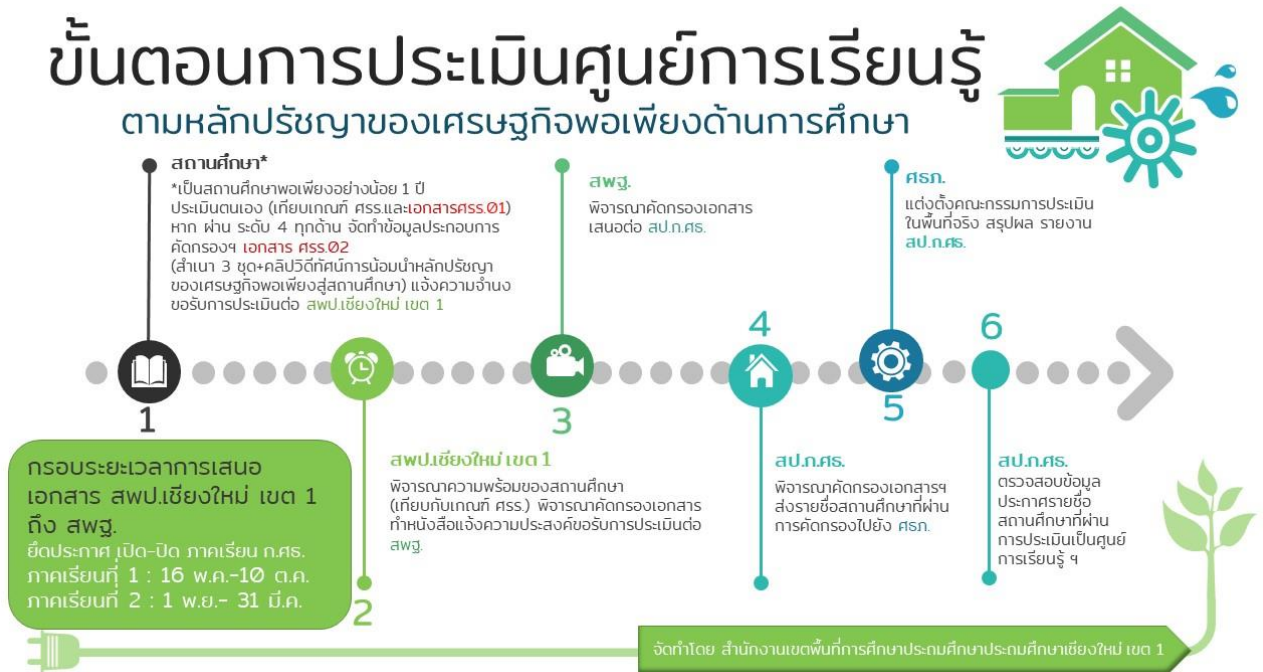 ขั้นตอนการประเมินศูนย์การเรียนรู้
ตามหลักปรัชญาของเศรษฐกิจพอเพียงด้านการศึกษา
สถานศึกษา*
*เป็นสถานศึกษาพอเพียงอย่างน้อย 1 ปี
ประเมินตนเอง (เทียบเกณฑ์ ศรร.และเอกสารศรร.01)
หาก ผ่าน ระดับ 4 ทุกด้าน จัดทำข้อมูลประกอบการ
คัดกรองฯ เอกสาร ศรร.02
(สำเนา 3 ชุด+คลิปวิดีทัศน์การน้อมนำหลักปรัชญา
ของเศรษฐกิจพอเพียงสู่สถานศึกษา) แจ้งความจำนง
ขอรับการประเมินต่อ สพป.เชียงใหม่ เขต 1
1
กรอบระยะเวลาการเสนอ
เอกสาร สพป.เชียงใหม่ เขต 1
ถึง สพฐ.
ยึดประกาศ เปิด-ปิด ภาคเรียน ก.ศธ.
ภาคเรียนที่ 1 : 16 พ.ค.-10 ต.ค.
ภาคเรียนที่ 2 : 1 พ.ย.- 31 มี.ค.
สพป.เชียงใหม่ เขต 1
พิจารณาความพร้อมของสถานศึกษา
(เทียบกับเกณฑ์ ศรร.) พิจารณาคัดกรองเอกสาร
ทำหนังสือแจ้งความประสงค์ขอรับการประเมินต่อ
สพฐ.
2
สพฐ.
พิจารณาคัดกรองเอกสาร
เสนอต่อ สป.ก.ศธ.
3
4
สป.ก.ศธ.
พิจารณาคัดกรองเอกสารฯ
ส่งรายชื่อสถานศึกษาที่ผ่าน
การคัดกรองไปยัง ศธภ.
ศธภ.
แต่งตั้งคณะกรรมการประเมิน
ในพื้นที่จริง สรุปผล รายงาน
สป.ก.ศธ.
5
6
สป.ก.ศธ.
ตรวจสอบข้อมูล
ประกาศรายชื่อ
สถานศึกษาที่ผ่าน
การประเมินเป็นศูนย์
การเรียนรู้ ฯ
จัดทำโดย สำนักงานเขตพื้นที่การศึกษาประถมศึกษาประถมศึกษาเชียงใหม่ เขต 1